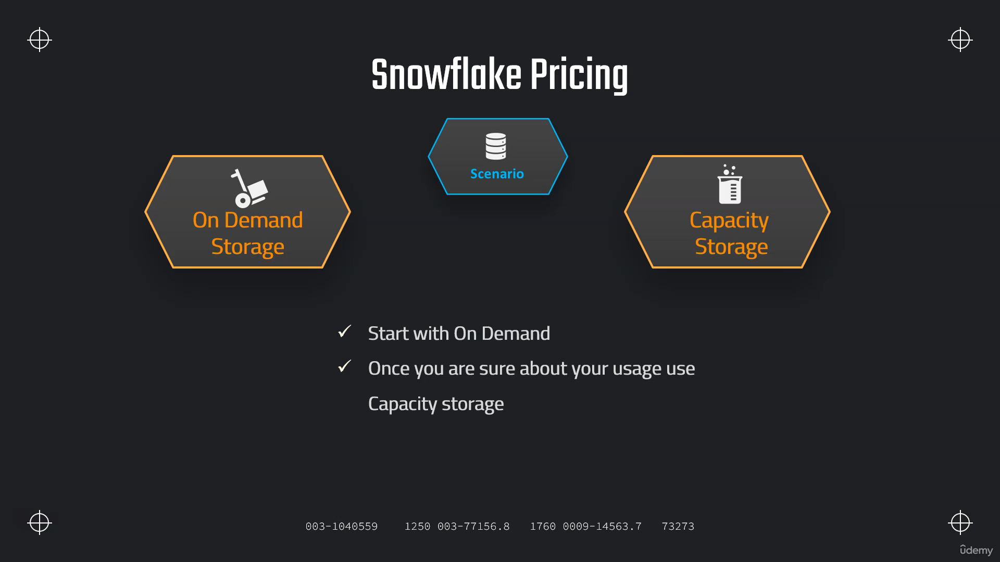 Snowflake Pricing
Scenario
On Demand
Storage
Capacity
Storage
✓ Start with On Demand
✓ Once you are sure about your usage use
Capacity storage
003-1040559 1250 003-77156.8 1760 0009-14563.7 73273
ûdemy